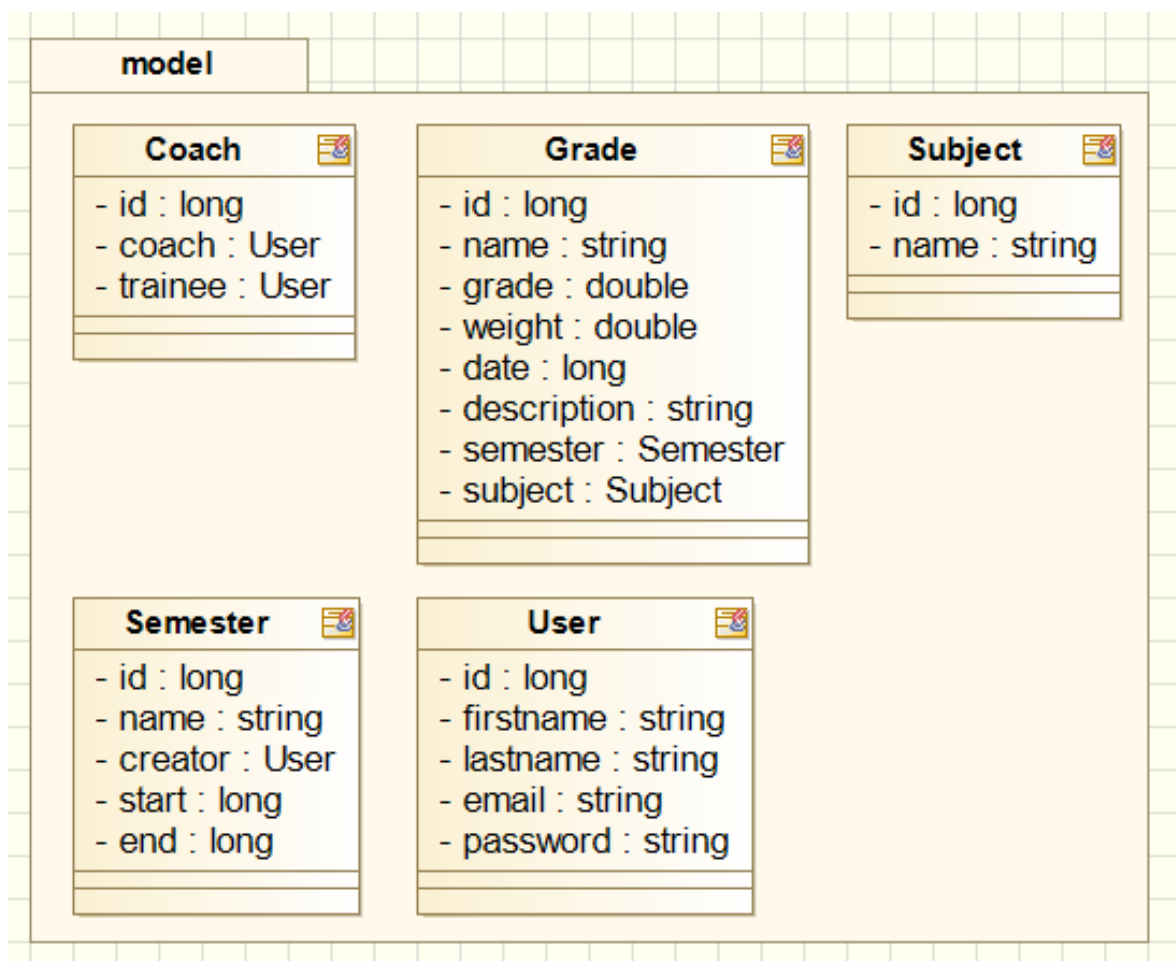 model
Coach
- id : long
- coach : User
- trainee : User
Grade
- id : long
- name : string
- grade : double
- weight : double
- date : long
- description : string
- semester : Semester
- subject : Subject
Subject
- id : long
- name : string
Semester
- id : long
- name : string
- creator : User
- start : long
- end : long
User
- id : long
- firstname : string
- lastname : string
- email : string
- password : string